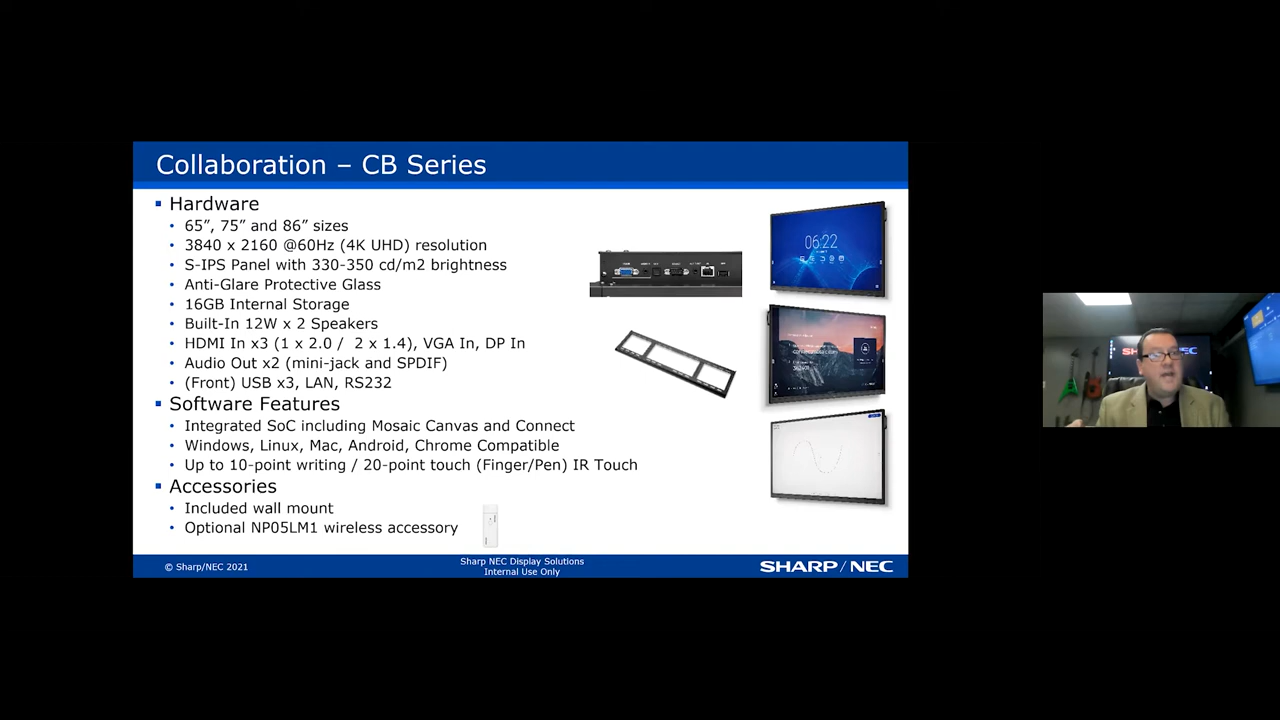 Collaboration – CB Series
Hardware
65”, 75” and 86” sizes
3840 x 2160 @60Hz (4K UHD) resolution
S-IPS Panel with 330-350 cd/m2 brightness
Anti-Glare Protective Glass
16GB Internal Storage
Built-In 12W x 2 Speakers
HDMI In x3 (1 x 2.0 / 2 x 1.4), VGA In, DP In
Audio Out x2 (mini-jack and SPDIF)
(Front) USB x3, LAN, RS232
Software Features
Integrated SoC including Mosaic Canvas and Connect
Windows, Linux, Mac, Android, Chrome Compatible
Up to 10-point writing / 20-point touch (Finger/Pen) IR Touch
Accessories
Included wall mount
Optional NP05LM1 wireless accessory
06:22
© Sharp/NEC 2021
Sharp NEC Display Solutions
Internal Use Only
SHARP/NEC